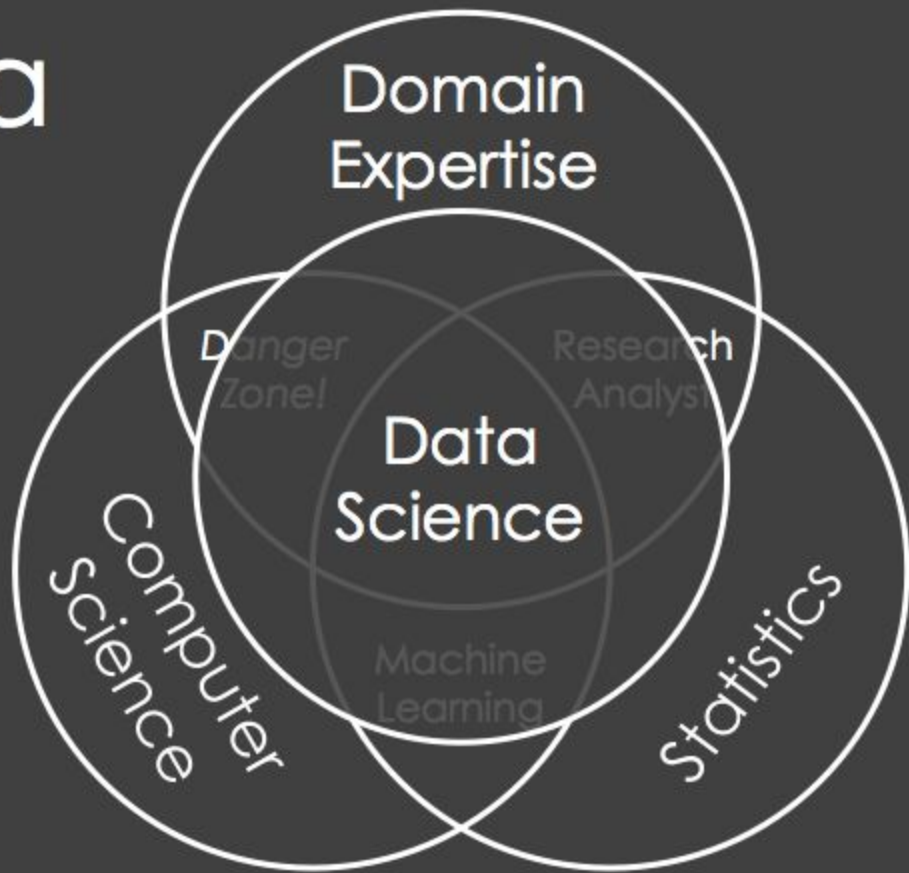 a
Domain
Expertise
Danger
Zone!
Research
Analyst
Data
Science
Computer
Science
Machine
Learning
Statistics